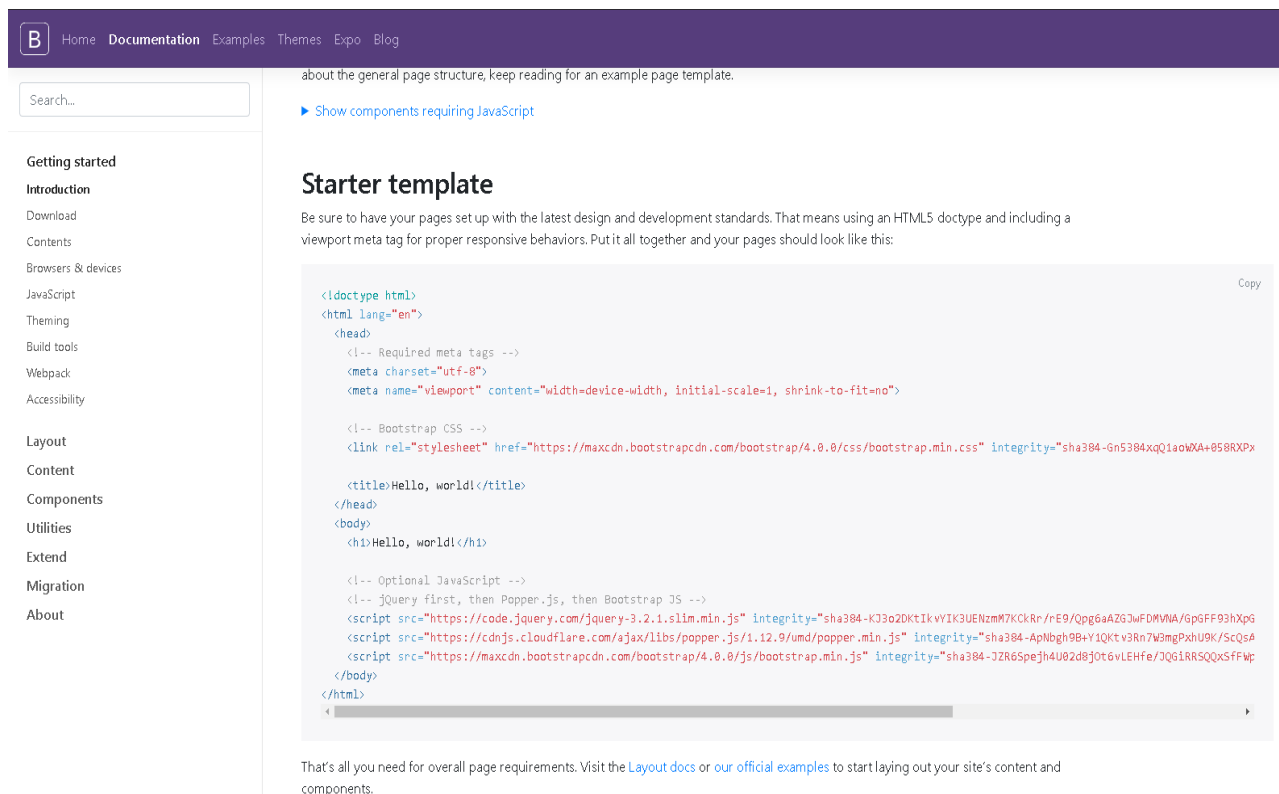 B Home Documentation Examples Themes Expo Blog
Search...
Getting started
Introduction
Download
Contents
Browsers & devices
JavaScript
Theming
Build tools
Webpack
Accessibility
Layout
Content
Components
Utilities
Extend
Migration
About
about the general page structure, keep reading for an example page template.
Show components requiring JavaScript
Starter template
Be sure to have your pages set up with the latest design and development standards. That means using an HTML5 doctype and including a
viewport meta tag for proper responsive behaviors. Put it all together and your pages should look like this:
Copy
<!doctype html>
<html lang="en">
<head>
<!-- Required meta tags -->
<meta charset="utf-8">
<meta name="viewport" content="width=device-width, initial-scale=1, shrink-to-fit=no">
<!-- Bootstrap CSS -->
<link rel="stylesheet" href="https://maxcdn.bootstrapcdn.com/bootstrap/4.0.0/css/bootstrap.min.css" integrity="sha384-Gn5384xqQ1aoWXA+058RXPx
<title>Hello, world!</title>
</head>
<body>
<h1>Hello, world!</h1>
<!-- Optional JavaScript -->
<!-- jQuery first, then Popper.js, then Bootstrap JS -->
<script src="https://code.jquery.com/jquery-3.2.1.slim.min.js" integrity="sha384-KJ3o2DKtIkvYIK3UENzmM7KCkRr/rE9/Qpg6aAZGJwFDMVNA/GpGFF93hXpG
<script src="https://cdnjs.cloudflare.com/ajax/libs/popper.js/1.12.9/umd/popper.min.js" integrity="sha384-ApNbgh9B+Y1QKtv3Rn7W3mgPxhU9K/ScQsA
<script src="https://maxcdn.bootstrapcdn.com/bootstrap/4.0.0/js/bootstrap.min.js" integrity="sha384-JZR6Spejh4U02d8jOt6vLEHfe/JQGiRRSQQxSfFWp
</body>
</html>
That's all you need for overall page requirements. Visit the Layout docs or our official examples to start laying out your site's content and
components.